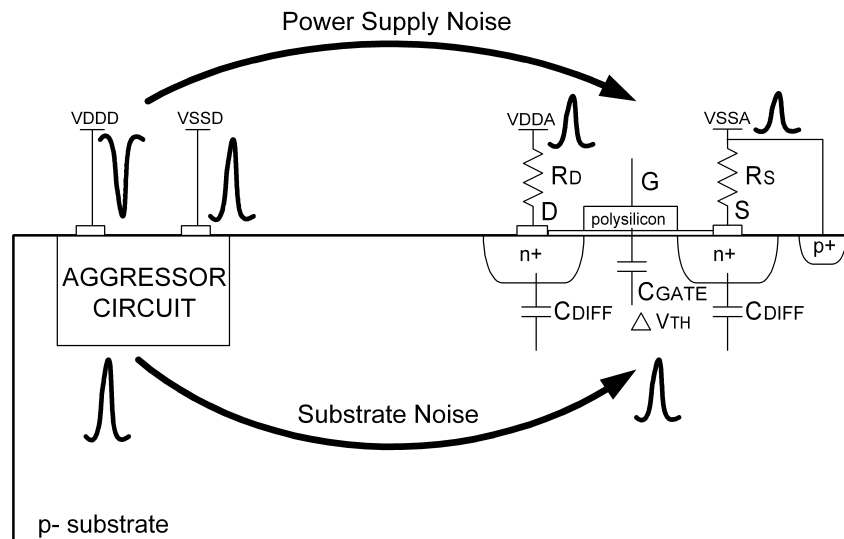 Power Supply Noise
VDDD
VSSD
VDDA
VSSA
RD
G
RS
D
S
polysilicon
n+
n+
p+
AGGRESSOR
CIRCUIT
CDIFF
CGATE
CDIFF
△ VTH
Substrate Noise
p- substrate